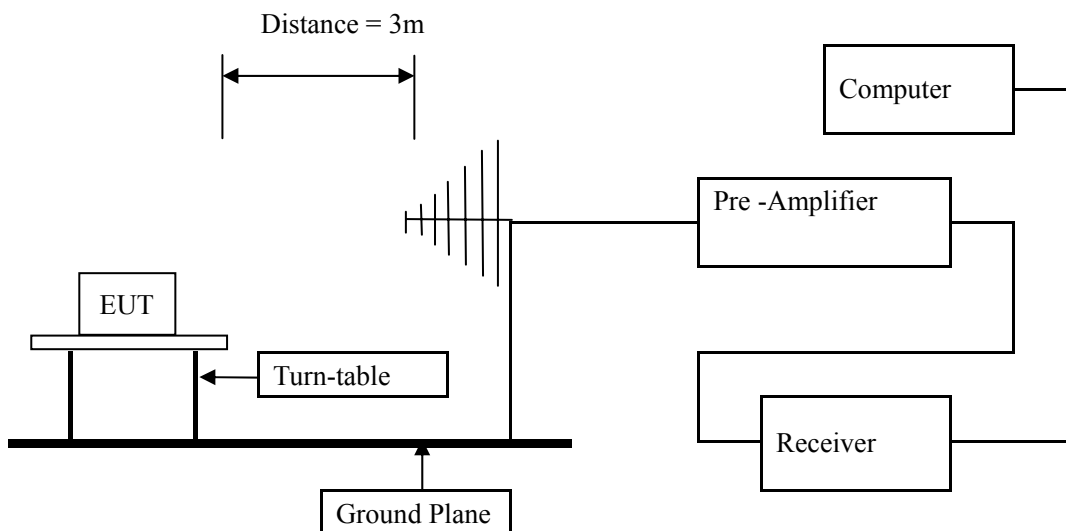 Distance = 3m
Computer
Pre -Amplifier
EUT
Turn-table
Receiver
Ground Plane